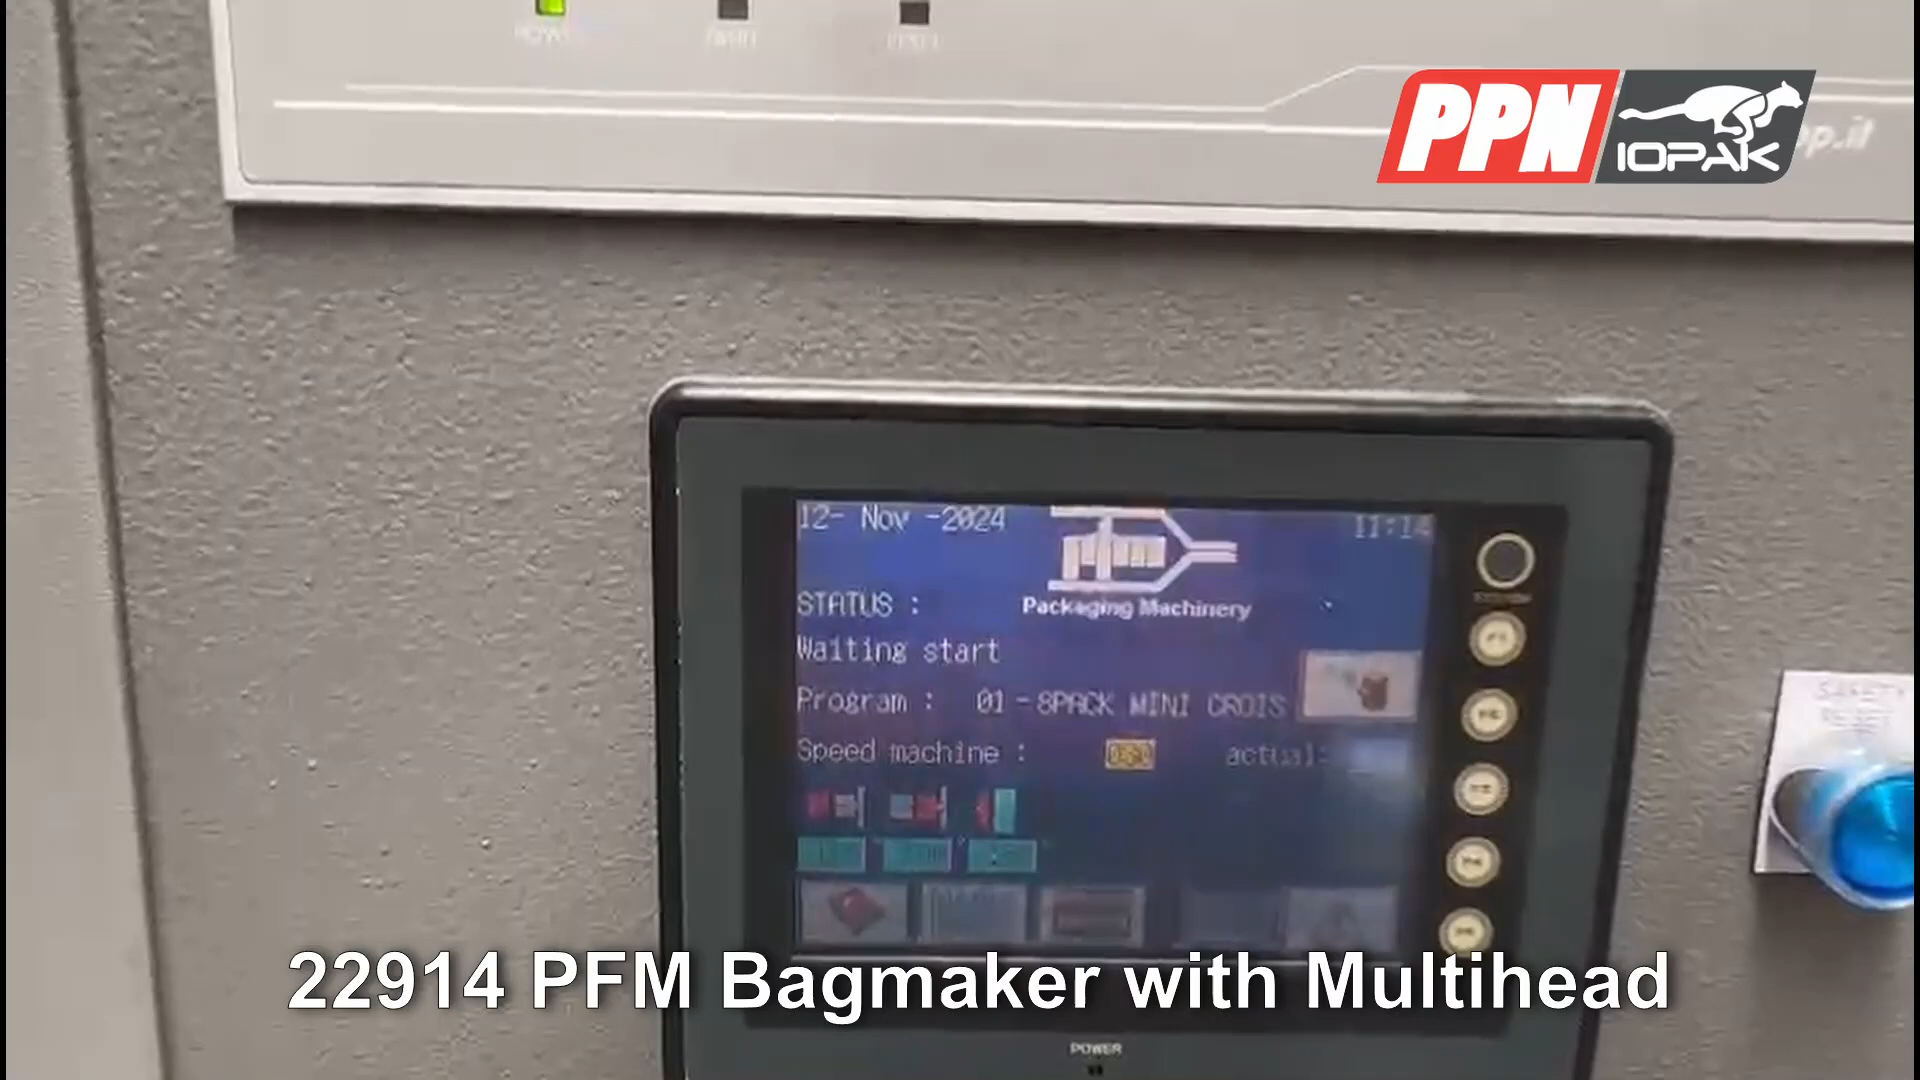 PPN
IOPAK
p.it
12- Nov -2024
11:14
STATUS :
Packaging Machinery
Waiting start
Program : 01 - 8PACK MINI CROIS
Speed machine :
actual:
22914 PFM Bagmaker with Multihead
POWER